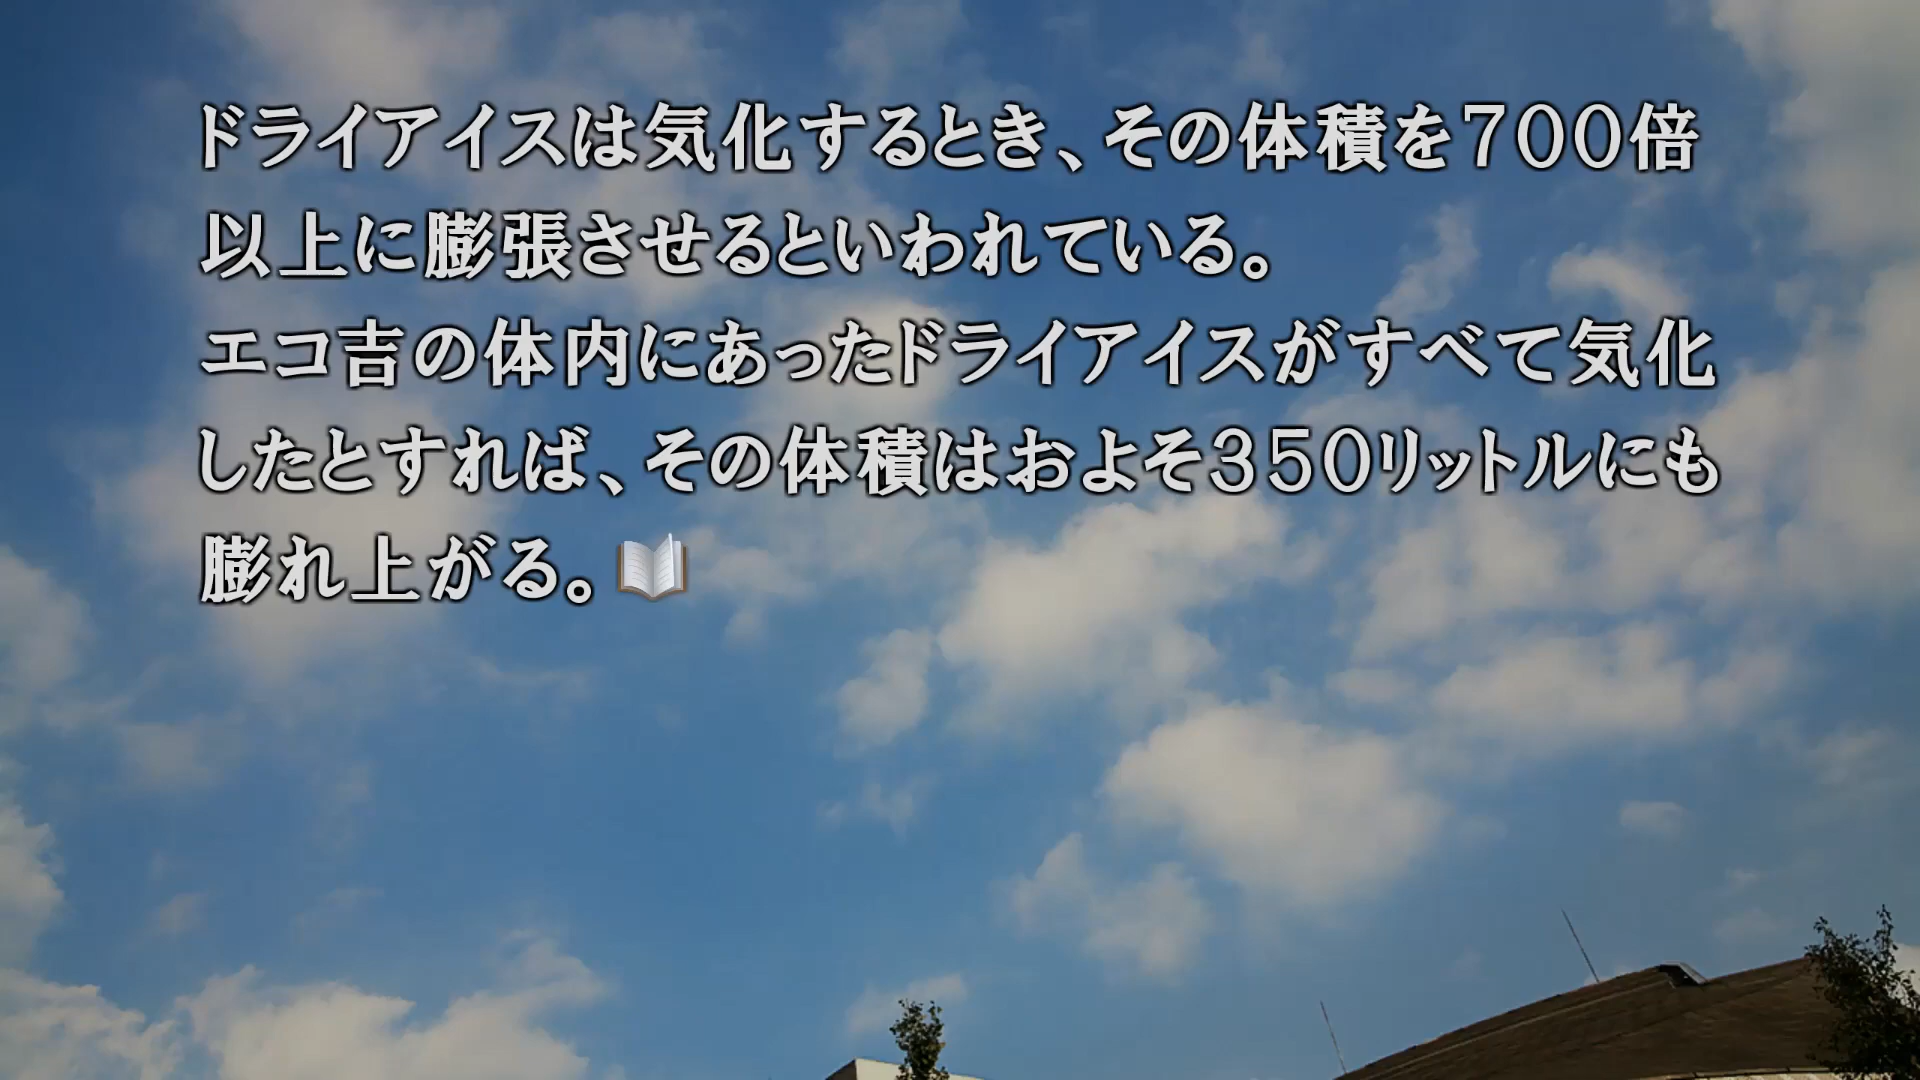 ドライアイスは気化するとき、その体積を７００倍
以上に膨張させるといわれている。
エコ吉の体内にあったドライアイスがすべて気化
したとすれば、その体積はおよそ３５０リットルにも
膨れ上がる。